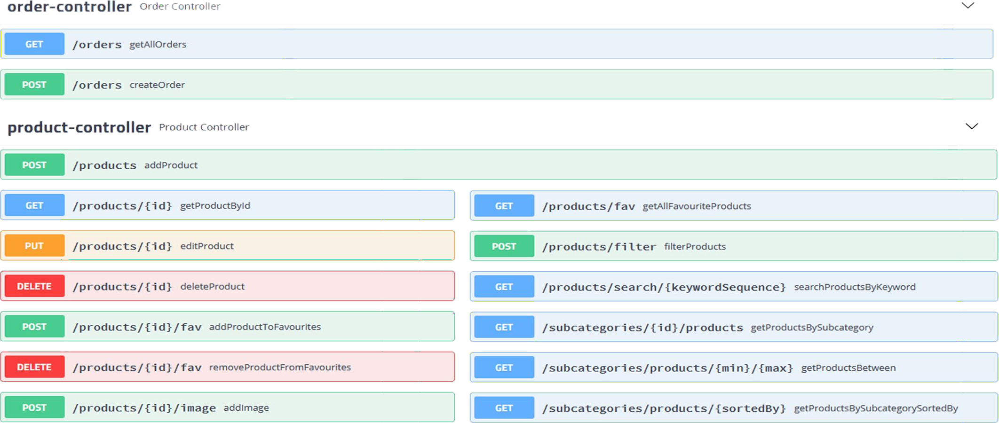 order-controller Order Controller
GET /orders getAllOrders
POST /orders createOrder
product-controller Product Controller
POST /products addProduct
GET /products/{id} getProductById
PUT /products/{id} editProduct
DELETE /products/{id} deleteProduct
POST /products/{id}/fav addProductToFavourites
DELETE /products/{id}/fav removeProductFromFavourites
POST /products/{id}/image addImage
GET /products/fav getAllFavouriteProducts
POST /products/filter filterProducts
GET /products/search/{keywordSequence} searchProductsByKeyword
GET /subcategories/{id}/products getProductsBySubcategory
GET /subcategories/products/{min}/{max} getProductsBetween
GET /subcategories/products/{sortedBy} getProductsBySubcategorySortedBy